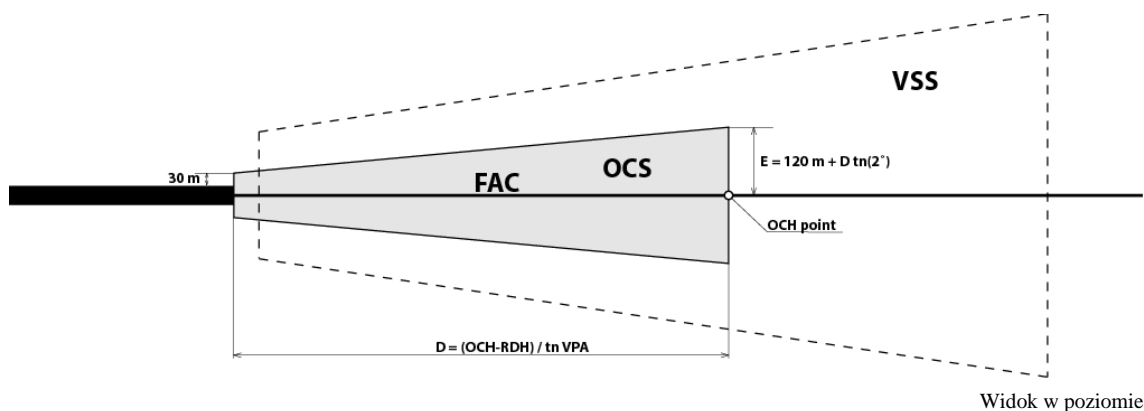 VSS
30 m
OCS
FAC
E = 120 m + D tn(2˚)
OCH point
D = (OCH-RDH) / tn VPA
Widok w poziomie